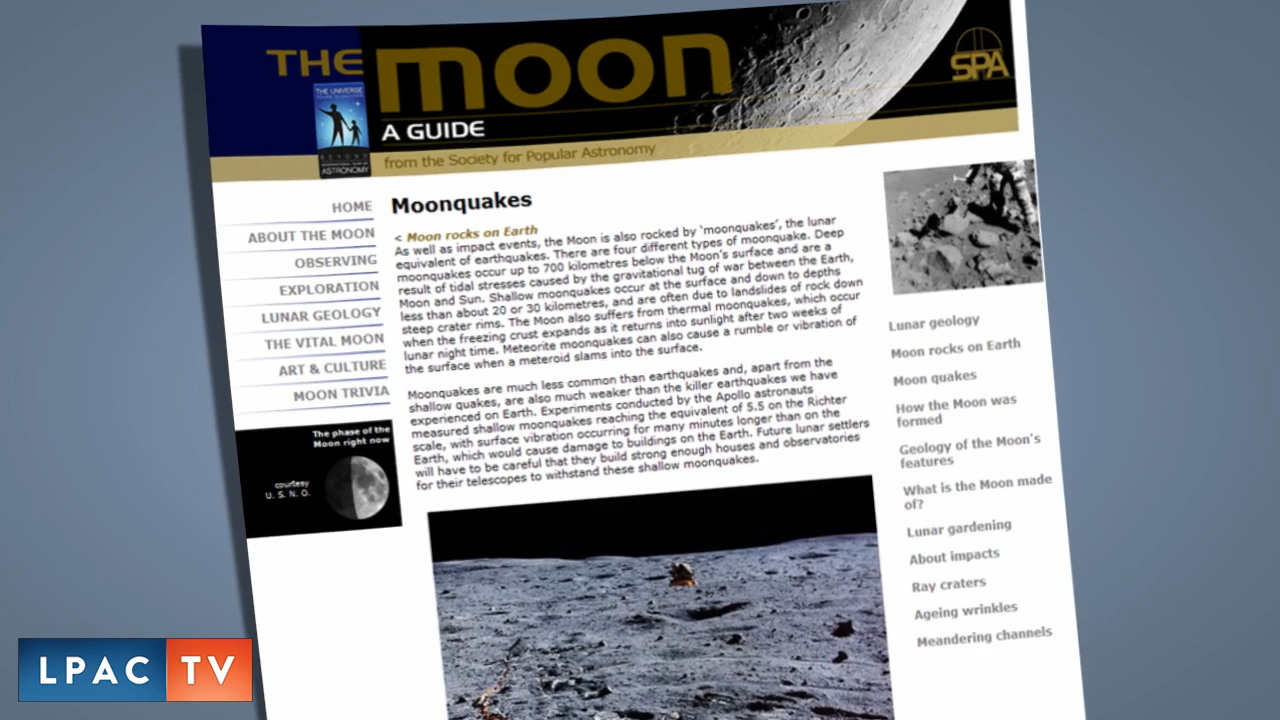 THE moon
THE UNIVERSE
BEYOND
ASTRONOMY
A GUIDE
from the Society for Popular Astronomy
SPA
HOME
ABOUT THE MOON
OBSERVING
EXPLORATION
LUNAR GEOLOGY
THE VITAL MOON
ART & CULTURE
MOON TRIVIA
The phase of the
Moon right now
courtesy
U. S. N. O.
Moonquakes
< Moon rocks on Earth
As well as impact events, the Moon is also rocked by 'moonquakes', the lunar
equivalent of earthquakes. There are four different types of moonquake. Deep
moonquakes occur up to 700 kilometres below the Moon's surface and are a
result of tidal stresses caused by the gravitational tug of war between the Earth,
Moon and Sun. Shallow moonquakes occur at the surface and down to depths
less than about 20 or 30 kilometres, and are often due to landslides of rock down
steep crater rims. The Moon also suffers from thermal moonquakes, which occur
when the freezing crust expands as it returns into sunlight after two weeks of
lunar night time. Meteorite moonquakes can also cause a rumble or vibration of
the surface when a meteroid slams into the surface.
Moonquakes are much less common than earthquakes and, apart from the
shallow quakes, are also much weaker than the killer earthquakes we have
experienced on Earth. Experiments conducted by the Apollo astronauts
measured shallow moonquakes reaching the equivalent of 5.5 on the Richter
scale, with surface vibration occurring for many minutes longer than on the
Earth, which would cause damage to buildings on the Earth. Future lunar settlers
will have to be careful that they build strong enough houses and observatories
for their telescopes to withstand these shallow moonquakes.
Lunar geology
Moon rocks on Earth
Moon quakes
How the Moon was
formed
Geology of the Moon's
features
What is the Moon made
of?
Lunar gardening
About impacts
Ray craters
Ageing wrinkles
Meandering channels
LPAC TV